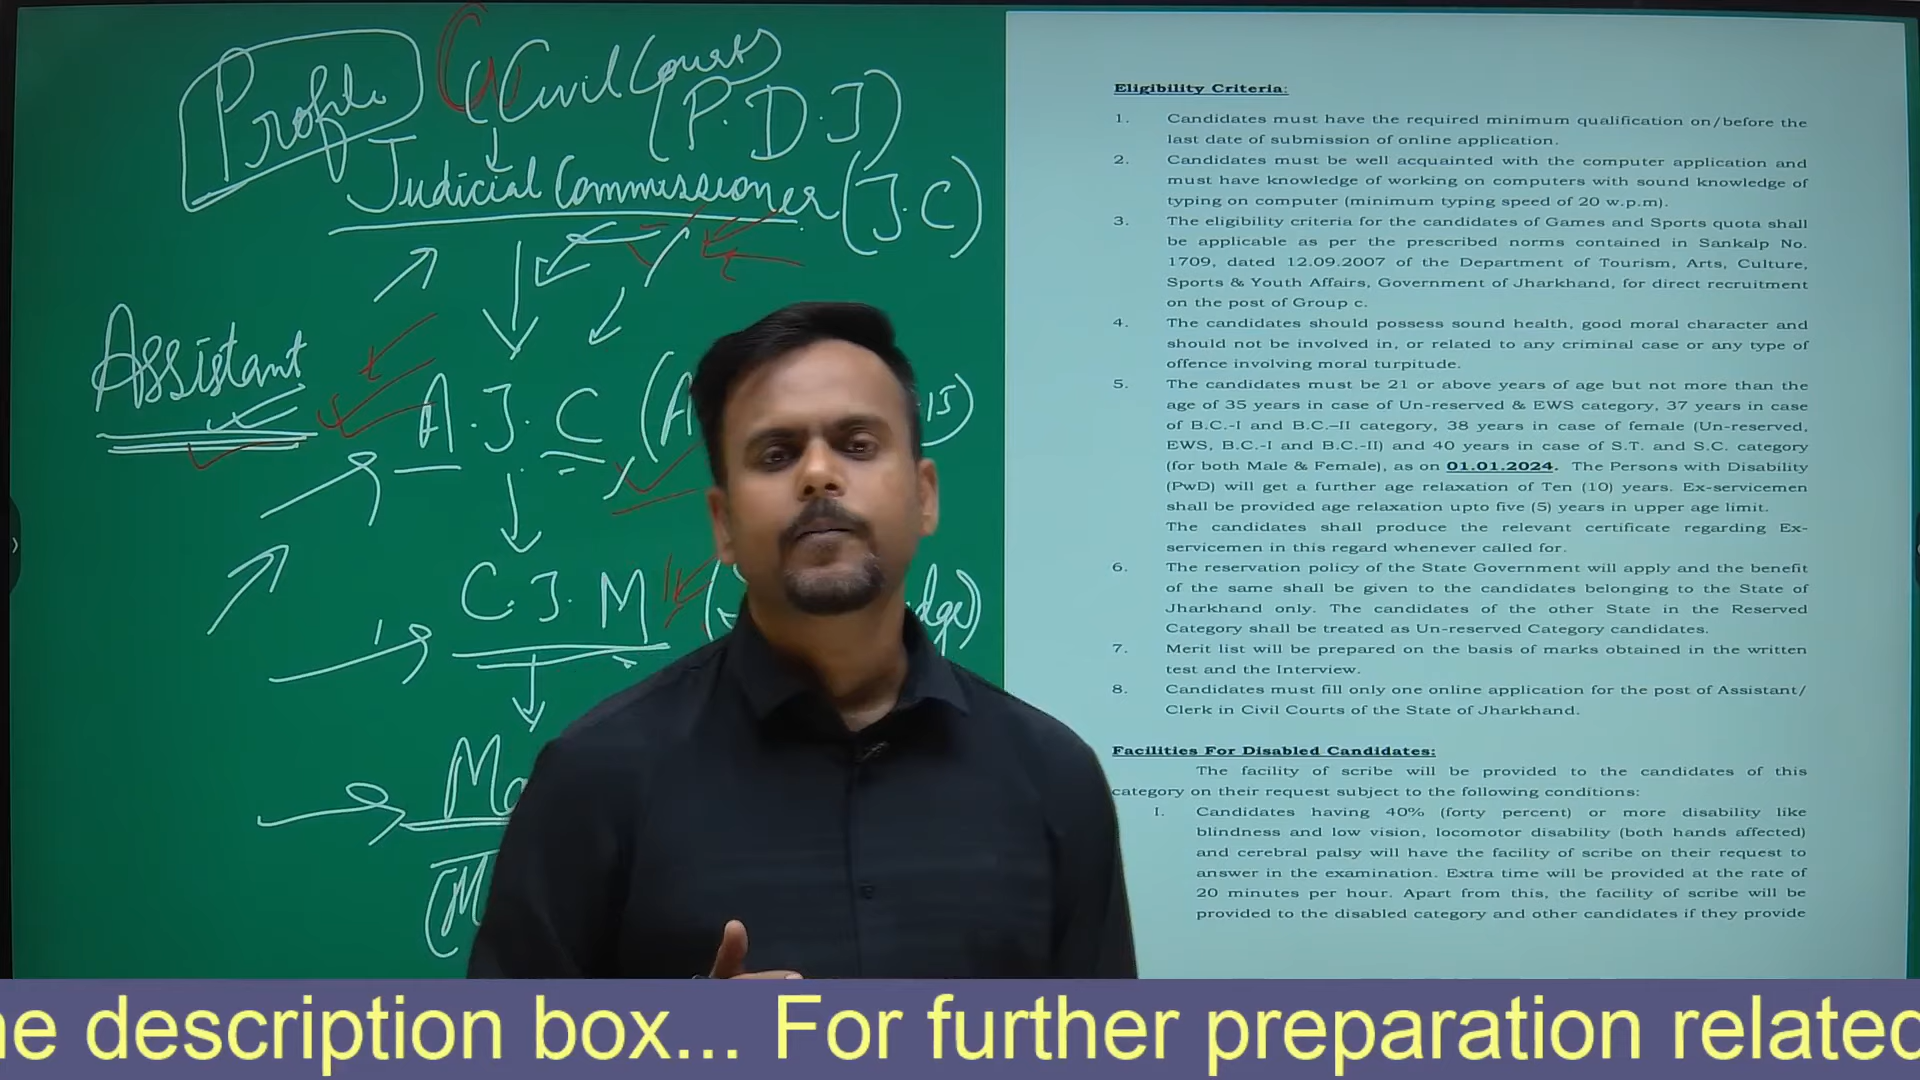 Profile
Civil Courts
(P.D.J)
Judicial Commissioner (J.C)
Assistant
A.J.C
C.J.M
Eligibility Criteria:
1. Candidates must have the required minimum qualification on/before the
last date of submission of online application.
2. Candidates must be well acquainted with the computer application and
must have knowledge of working on computers with sound knowledge of
typing on computer (minimum typing speed of 20 w.p.m).
3. The eligibility criteria for the candidates of Games and Sports quota shall
be applicable as per the prescribed norms contained in Sankalp No.
1709, dated 12.09.2007 of the Department of Tourism, Arts, Culture,
Sports & Youth Affairs, Government of Jharkhand, for direct recruitment
on the post of Group c.
4. The candidates should possess sound health, good moral character and
should not be involved in, or related to any criminal case or any type of
offence involving moral turpitude.
5. The candidates must be 21 or above years of age but not more than the
age of 35 years in case of Un-reserved & EWS category, 37 years in case
of B.C.-I and B.C.–II category, 38 years in case of female (Un-reserved,
EWS, B.C.-I and B.C.-II) and 40 years in case of S.T. and S.C. category
(for both Male & Female), as on 01.01.2024. The Persons with Disability
(PwD) will get a further age relaxation of Ten (10) years. Ex-servicemen
shall be provided age relaxation upto five (5) years in upper age limit.
The candidates shall produce the relevant certificate regarding Ex-
servicemen in this regard whenever called for.
6. The reservation policy of the State Government will apply and the benefit
of the same shall be given to the candidates belonging to the State of
Jharkhand only. The candidates of the other State in the Reserved
Category shall be treated as Un-reserved Category candidates.
7. Merit list will be prepared on the basis of marks obtained in the written
test and the Interview.
8. Candidates must fill only one online application for the post of Assistant/
Clerk in Civil Courts of the State of Jharkhand.
Facilities For Disabled Candidates:
The facility of scribe will be provided to the candidates of this
category on their request subject to the following conditions:
I. Candidates having 40% (forty percent) or more disability like
blindness and low vision, locomotor disability (both hands affected)
and cerebral palsy will have the facility of scribe on their request to
answer in the examination. Extra time will be provided at the rate of
20 minutes per hour. Apart from this, the facility of scribe will be
provided to the disabled category and other candidates if they provide
description box... For further preparation related